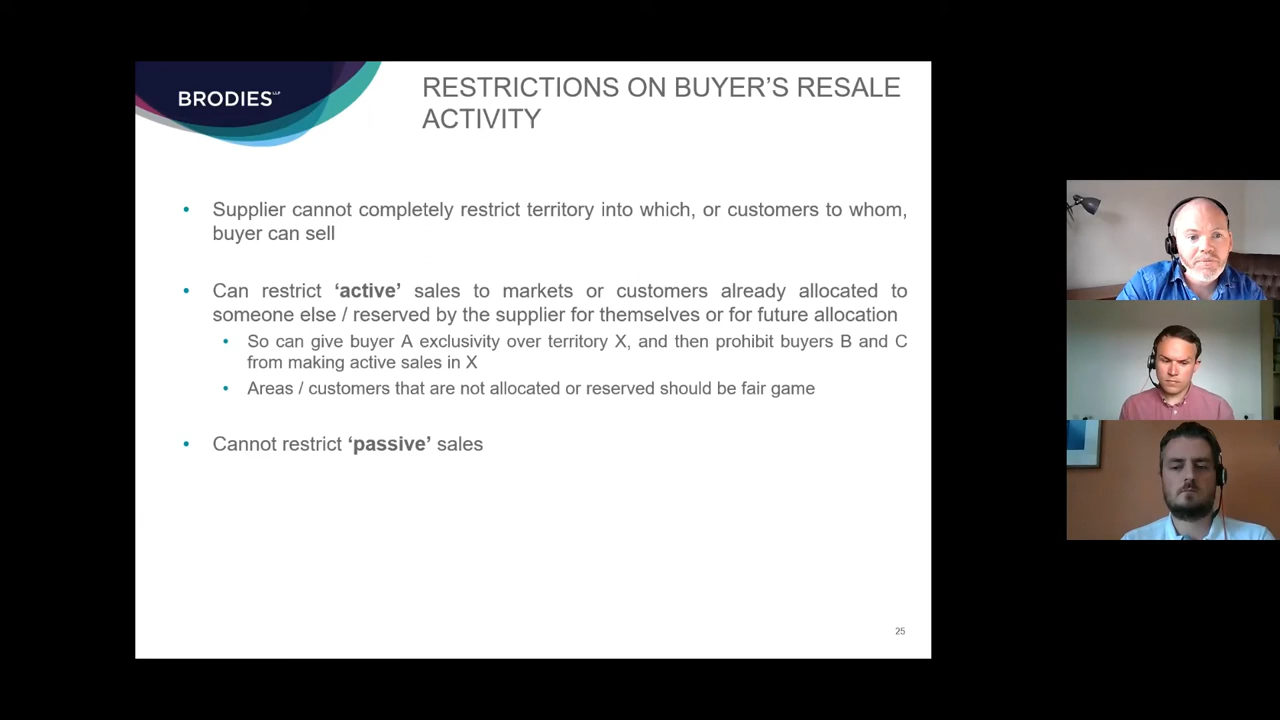 BRODIES LLP
RESTRICTIONS ON BUYER'S RESALE
ACTIVITY
• Supplier cannot completely restrict territory into which, or customers to whom,
buyer can sell
• Can restrict 'active' sales to markets or customers already allocated to
someone else / reserved by the supplier for themselves or for future allocation
• So can give buyer A exclusivity over territory X, and then prohibit buyers B and C
from making active sales in X
• Areas / customers that are not allocated or reserved should be fair game
• Cannot restrict 'passive' sales
25